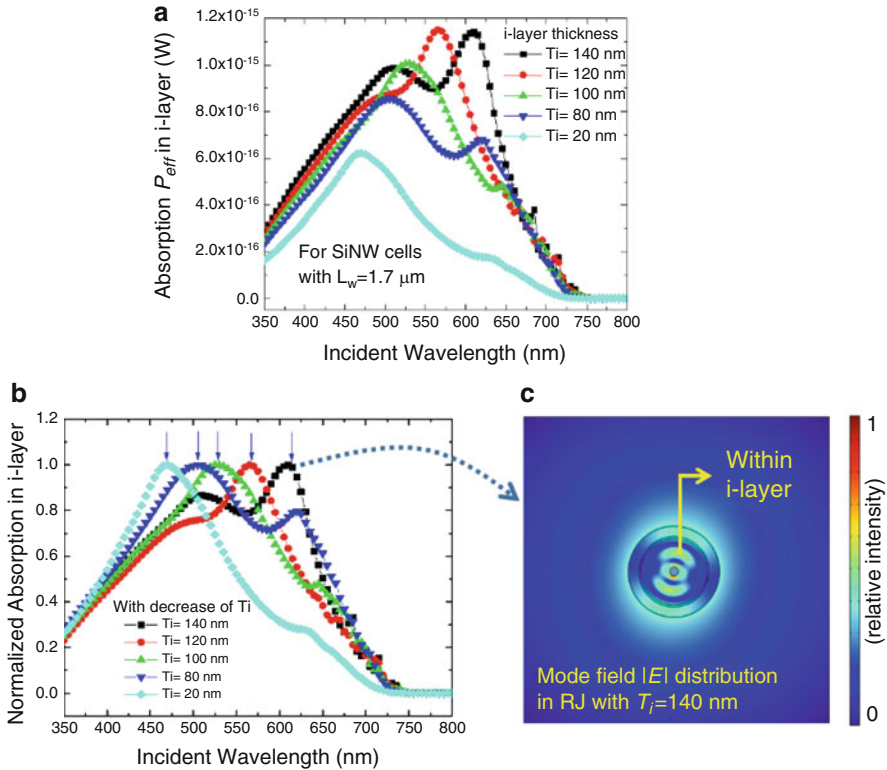 a
1.2x10-15
1.0x10-15
8.0x10-16
6.0x10-16
4.0x10-16
2.0x10-16
0.0
Absorption Peff in i-layer (W)
i-layer thickness
Ti= 140 nm
Ti= 120 nm
Ti= 100 nm
Ti= 80 nm
Ti= 20 nm
For SiNW cells
with Lw=1.7 μm
350 400 450 500 550 600 650 700 750 800
Incident Wavelength (nm)
b
1.2
1.0
0.8
0.6
0.4
0.2
0.0
Normalized Absorption in i-layer
With decrease of Ti
Ti= 140 nm
Ti= 120 nm
Ti= 100 nm
Ti= 80 nm
Ti= 20 nm
350 400 450 500 550 600 650 700 750 800
Incident Wavelength (nm)
c
Within
i-layer
Mode field |E| distribution
in RJ with Ti=140 nm
1
0
(relative intensity)